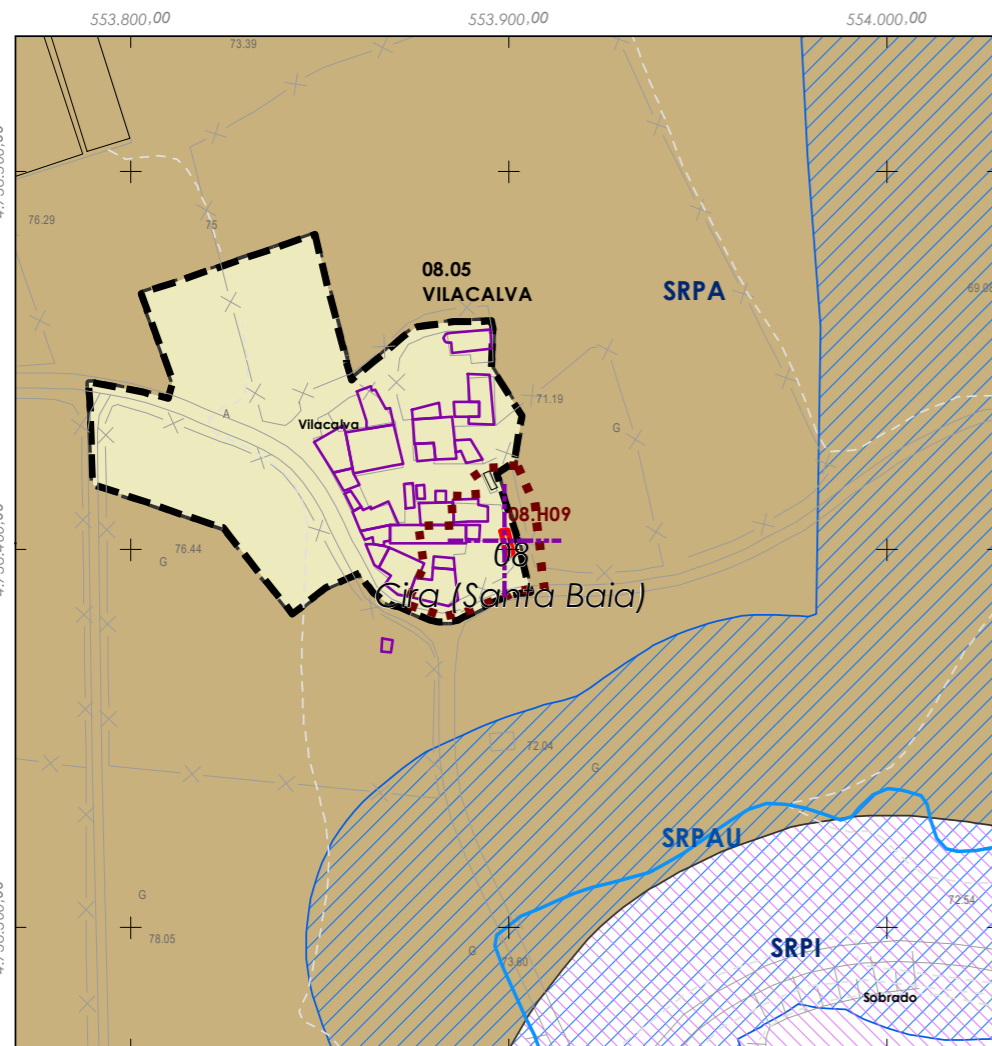 553.800,00
553.900,00
554.000,00
73.39
76.29
75
08.05
VILACALVA
SRPA
71.19
A
Vilacalva
G
08.H09
76.44
G
08
Cira (Santa Baia)
72.04
G
SRPAU
G
72.54
78.05
G
SRPI
73.60
Sobrado